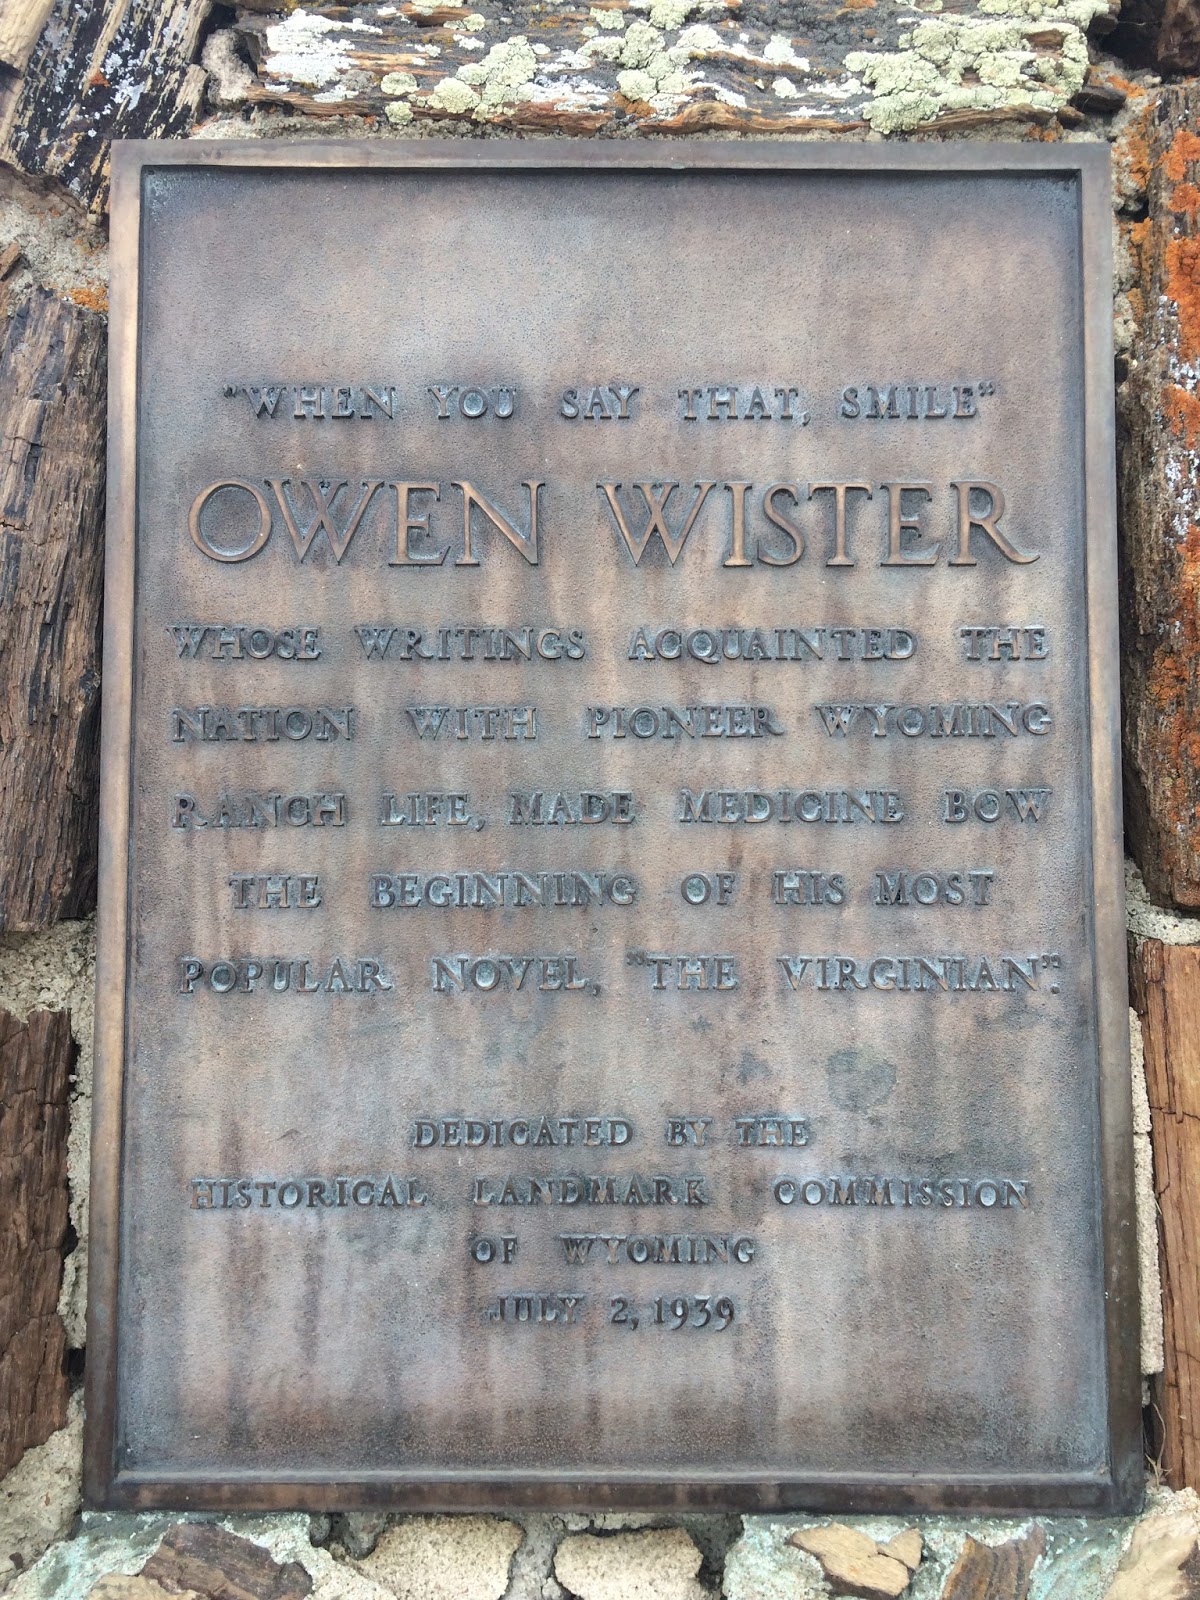 "WHEN YOU SAY THAT, SMILE"
OWEN WISTER
WHOSE WRITINGS ACQUAINTED THE
NATION WITH PIONEER WYOMING
RANCH LIFE, MADE MEDICINE BOW
THE BEGINNING OF HIS MOST
POPULAR NOVEL, "THE VIRGINIAN".
DEDICATED BY THE
HISTORICAL LANDMARK COMMISSION
OF WYOMING
JULY 2, 1939